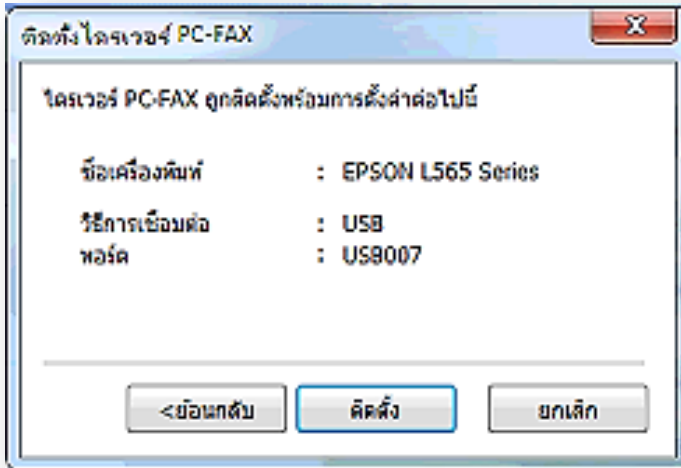 ติดตั้งไดรเวอร์ PC-FAX
ไดรเวอร์ PC-FAX ถูกติดตั้งพร้อมการตั้งค่าต่อไปนี้
ชื่อเครื่องพิมพ์ : EPSON L565 Series
วิธีการเชื่อมต่อ : USB
พอร์ต : USB007
<ย้อนกลับ ติดตั้ง ยกเลิก